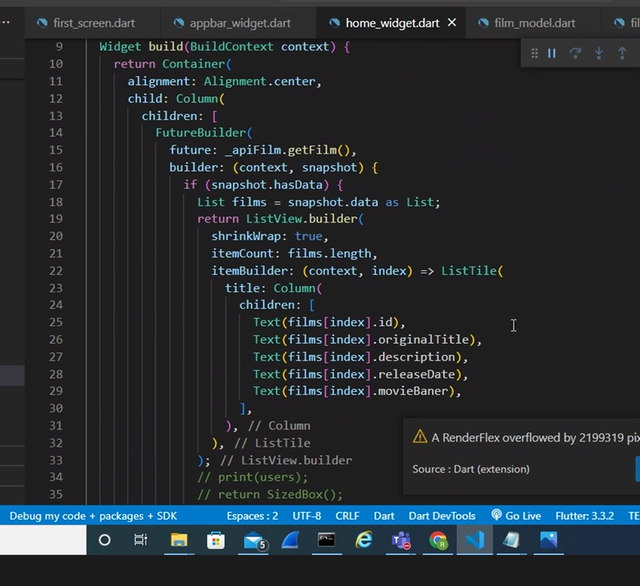 first_screen.dart appbar_widget.dart home_widget.dart film_model.dart fil
9 Widget build(BuildContext context) {
10 return Container(
11 alignment: Alignment.center,
12 child: Column(
13 children: [
14 FutureBuilder(
15 future: _apiFilm.getFilm(),
16 builder: (context, snapshot) {
17 if (snapshot.hasData) {
18 List films = snapshot.data as List;
19 return ListView.builder(
20 shrinkWrap: true,
21 itemCount: films.length,
22 itemBuilder: (context, index) => ListTile(
23 title: Column(
24 children: [
25 Text(films[index].id),
26 Text(films[index].originalTitle),
27 Text(films[index].description),
28 Text(films[index].releaseDate),
29 Text(films[index].movieBaner),
30 ],
31 ), // Column
32 ), // ListTile
33 ); // ListView.builder
34 // print(users);
35 // return SizedBox();
A RenderFlex overflowed by 2199319 pix
Source : Dart (extension)
Debug my code + packages + SDK Espaces : 2 UTF-8 CRLF Dart Dart DevTools Go Live Flutter: 3.3.2 TE
5